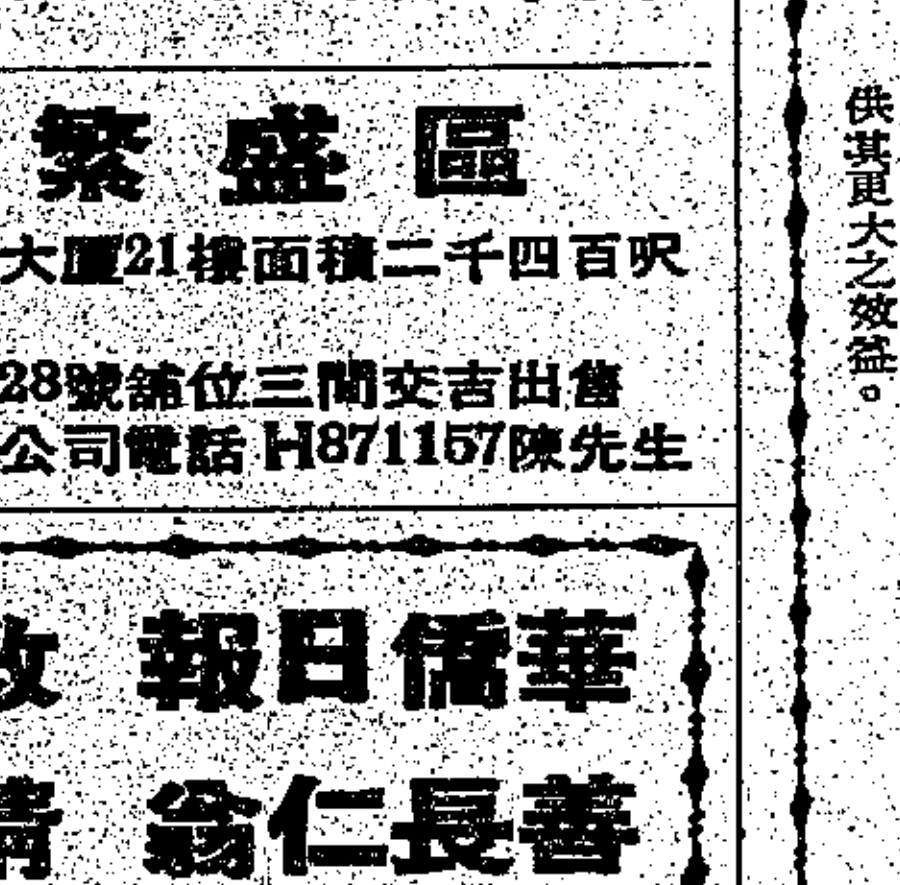 供其更大之效益。
繁盛區
大廈21樓面積二千四百呎
28號舖位三間交吉出售
公司電話H871157陳先生
華僑日報
善長仁翁